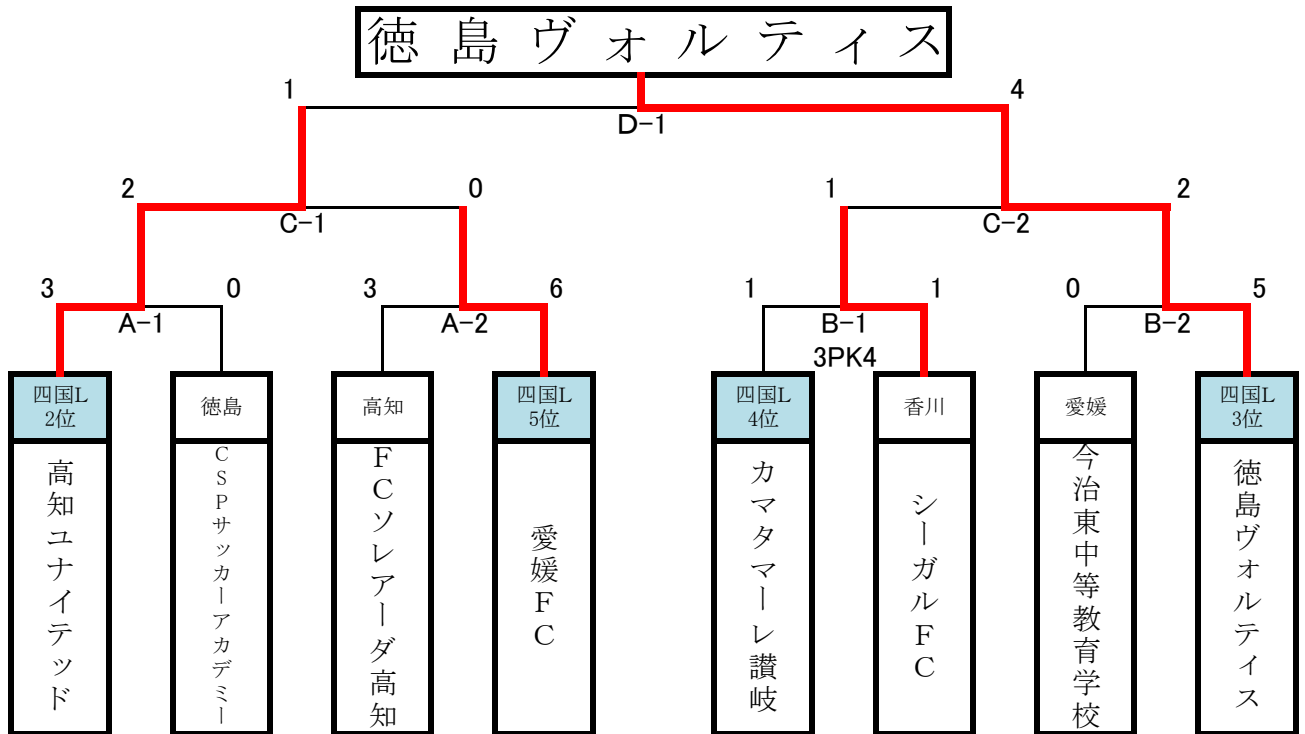 徳島ヴォルティス
1
4
D-1
2
0
1
2
C-1
C-2
3
0
3
6
1
1
0
5
A-1
A-2
B-1
B-2
3PK4
四国L
2位
徳島
高知
四国L
5位
四国L
4位
香川
愛媛
四国L
3位
高知ユナイテッド
CSPサッカーアカデミー
FCソレアーダ高知
愛媛FC
カマタマーレ讃岐
シーガルFC
今治東中等教育学校
徳島ヴォルティス